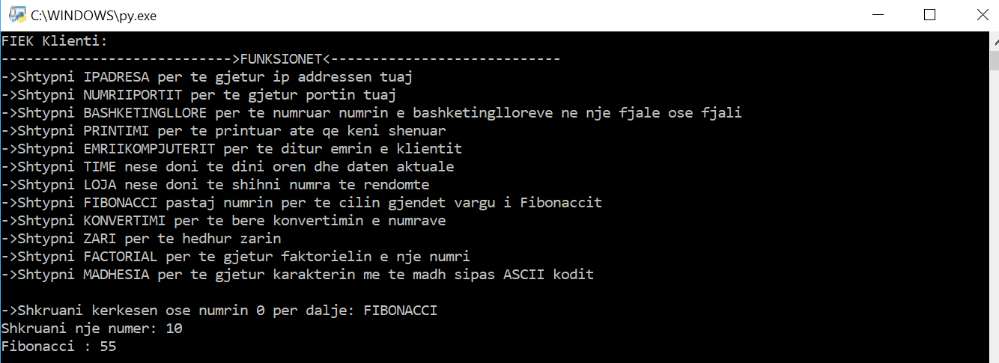 C:\WINDOWS\py.exe
FIEK Klienti:
---------------------------->FUNKSIONET<----------------------------
->Shtypni IPADRESA per te gjetur ip addressen tuaj
->Shtypni NUMRIIPORTIT per te gjetur portin tuaj
->Shtypni BASHKETINGLLORE per te numruar numrin e bashketinglloreve ne nje fjale ose fjali
->Shtypni PRINTIMI per te printuar ate qe keni shenuar
->Shtypni EMRIIKOMPJUTERIT per te ditur emrin e klientit
->Shtypni TIME nese doni te dini oren dhe daten aktuale
->Shtypni LOJA nese doni te shihni numra te rendomte
->Shtypni FIBONACCI pastaj numrin per te cilin gjendet vargu i Fibonaccit
->Shtypni KONVERTIMI per te bere konvertimin e numrave
->Shtypni ZARI per te hedhur zarin
->Shtypni FACTORIAL per te gjetur faktorielin e nje numri
->Shtypni MADHESIA per te gjetur karakterin me te madh sipas ASCII kodit
->Shkruani kerkesen ose numrin 0 per dalje: FIBONACCI
Shkruani nje numer: 10
Fibonacci : 55